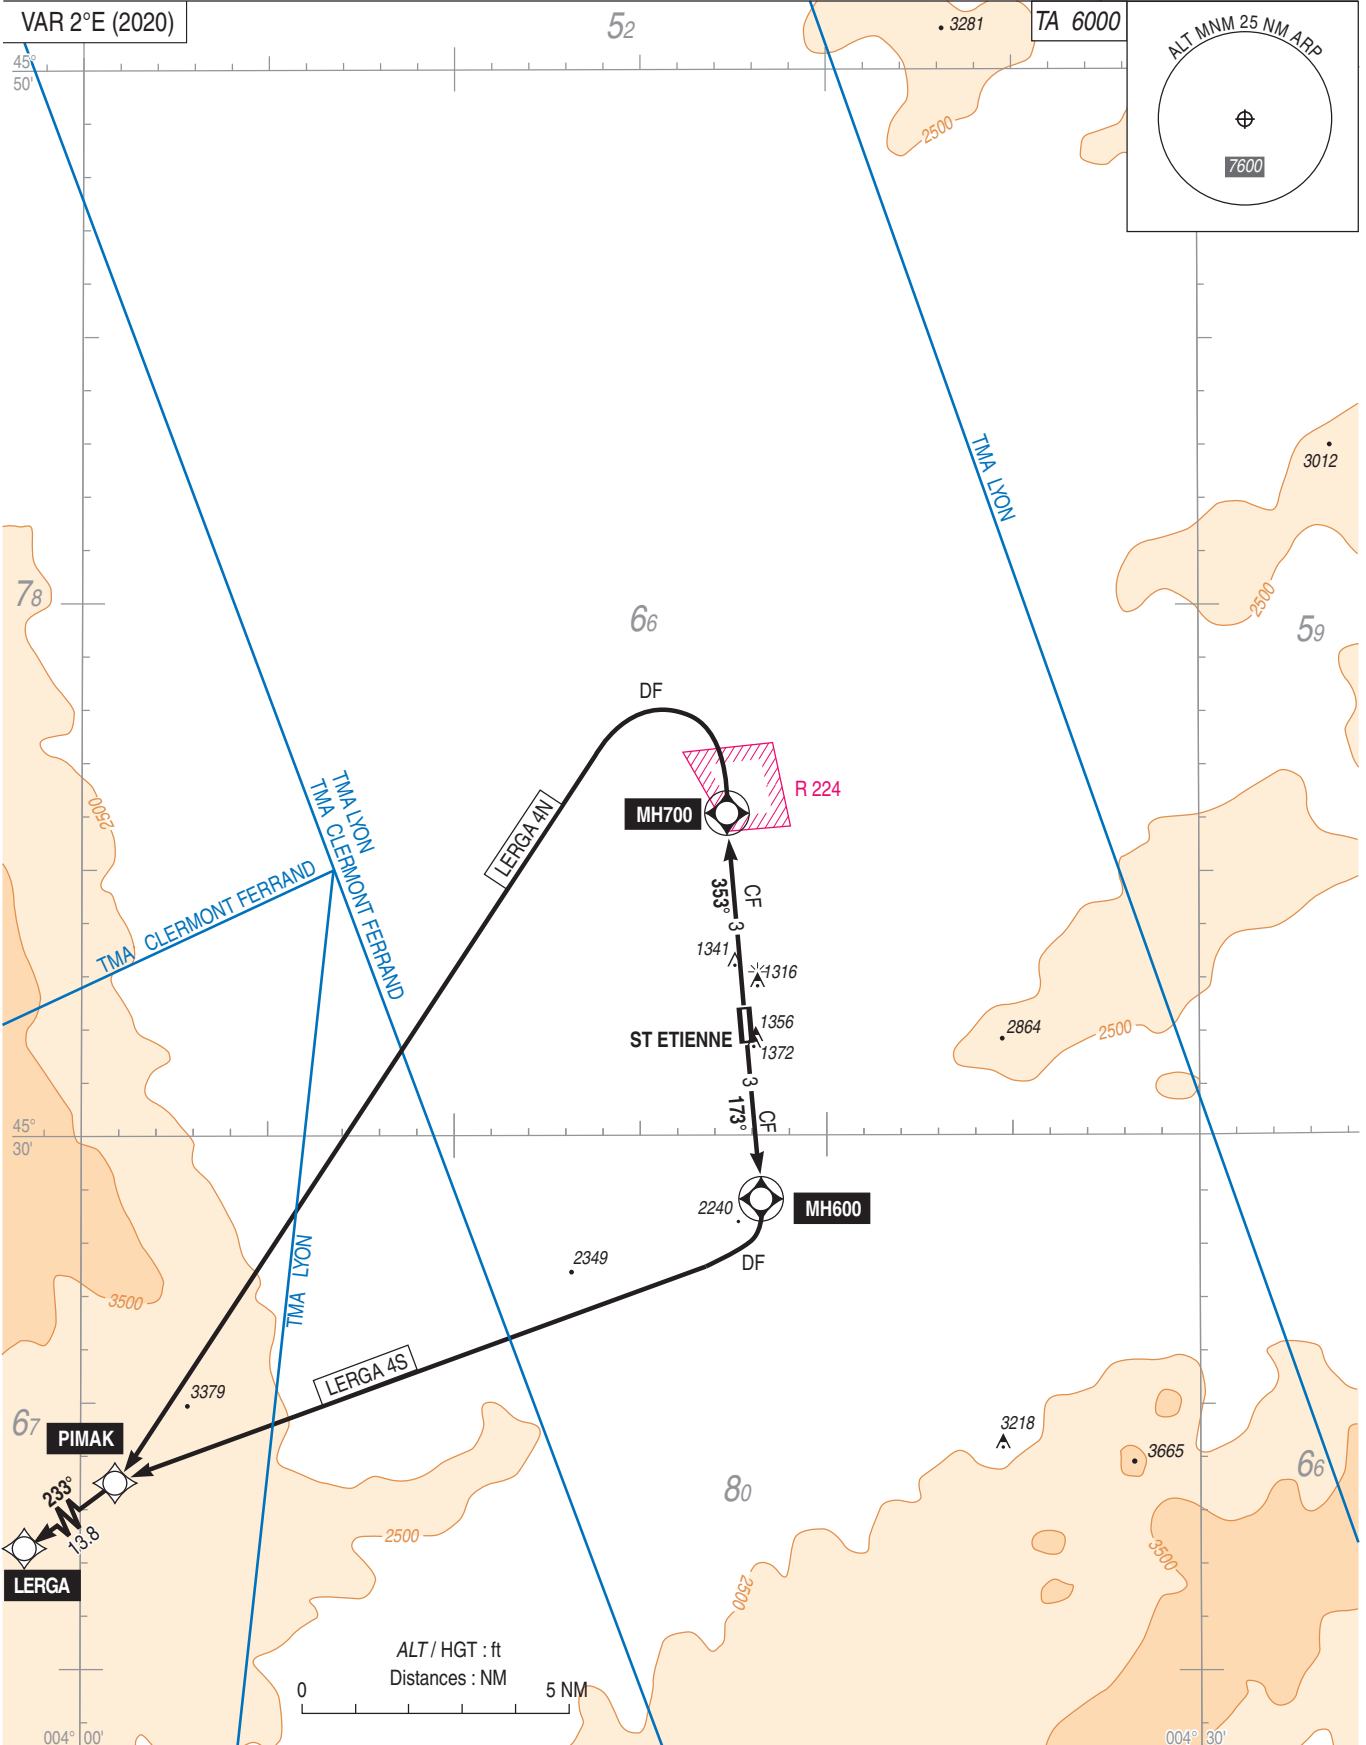 VAR 2°E (2020)
52
3281
TA 6000
ALT MNM 25 NM ARP
7600
45°
50'
2500
TMA LYON
3012
78
66
2500
59
DF
R 224
MH700
LERGA 4N
TMA LYON
TMA CLERMONT FERRAND
2500
TMA CLERMONT FERRAND
353°
CF
3
1341
1316
ST ETIENNE
1356
1372
2864
2500
3
173°
CF
45°
30'
2240
MH600
DF
2349
TMA LYON
3500
LERGA 4S
3379
67
PIMAK
3218
3665
66
233°
13.8
80
2500
3500
LERGA
2500
ALT / HGT : ft
Distances : NM
0
5 NM
004° 00'
004° 30'